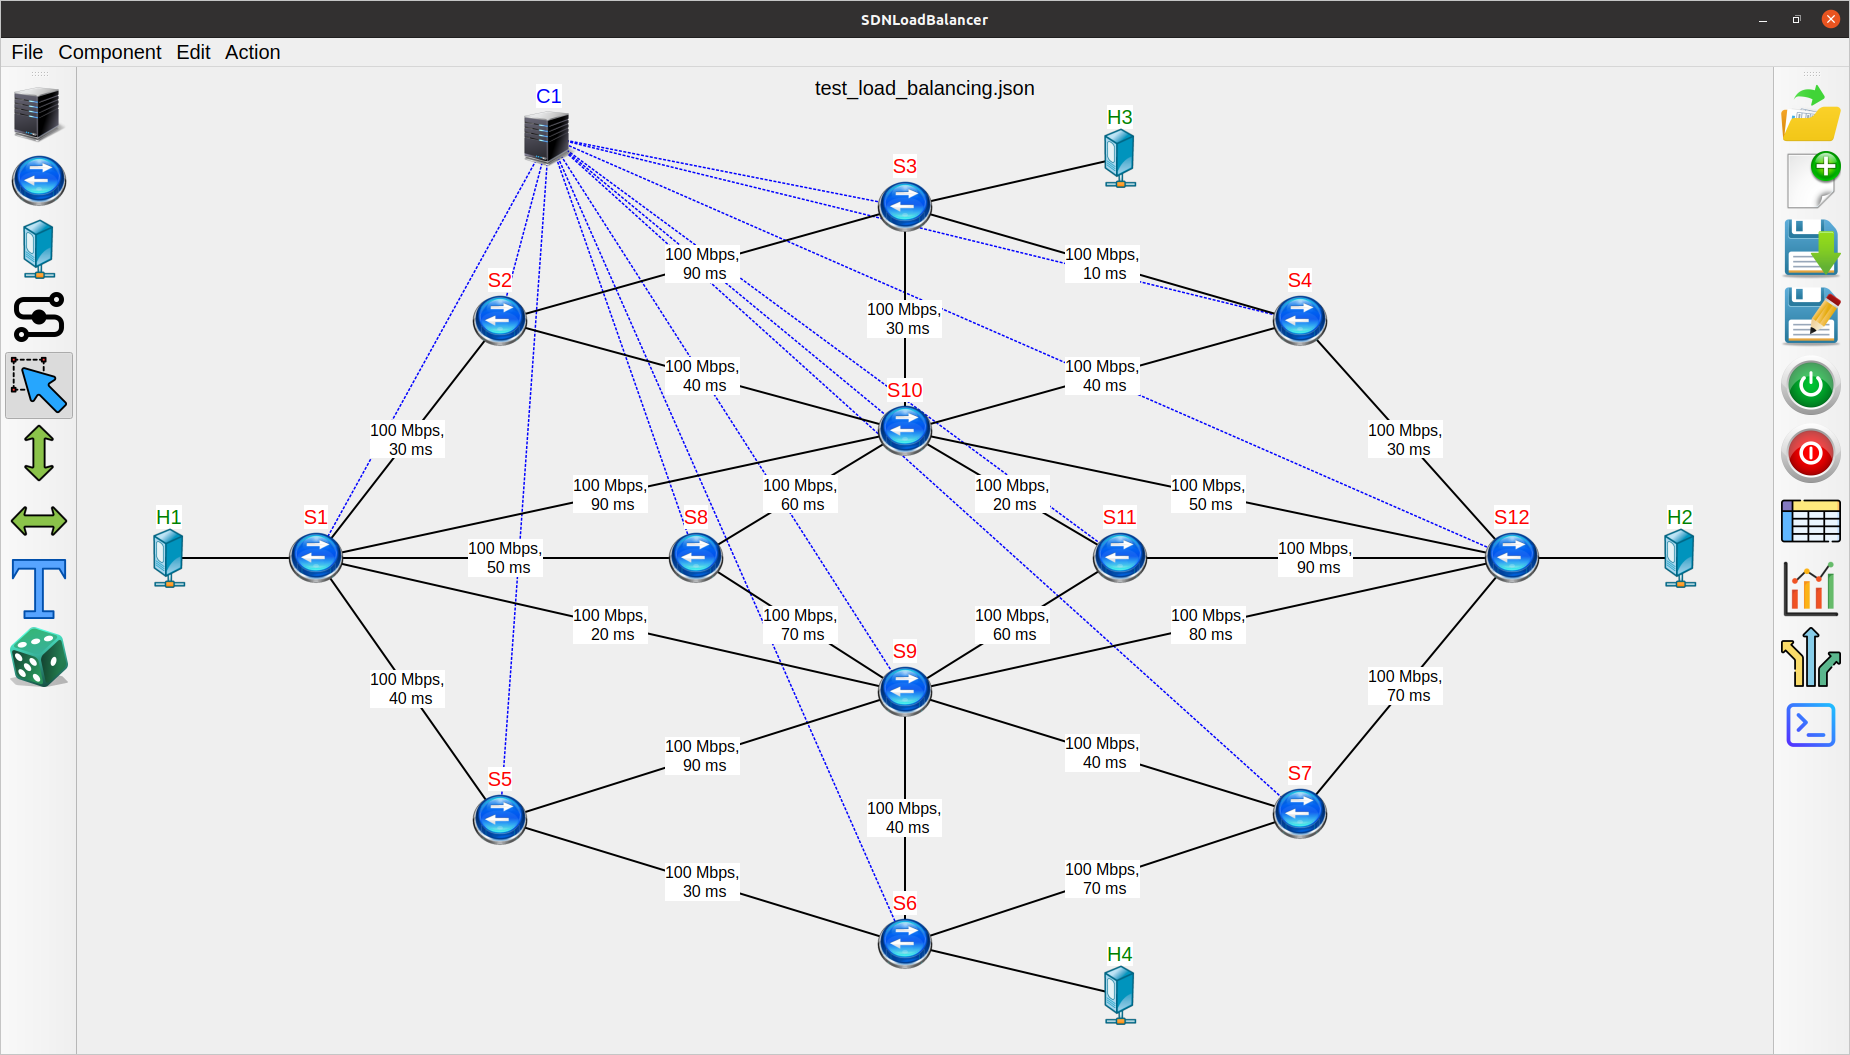 SDNLoadBalancer
File Component Edit Action
test_load_balancing.json
C1
H3
S3
100 Mbps,
90 ms
100 Mbps,
10 ms
S2
S4
100 Mbps,
30 ms
100 Mbps,
40 ms
100 Mbps,
40 ms
S10
100 Mbps,
30 ms
100 Mbps,
30 ms
100 Mbps,
90 ms
100 Mbps,
60 ms
100 Mbps,
20 ms
100 Mbps,
50 ms
H1
S1
S8
S11
S12
H2
100 Mbps,
50 ms
100 Mbps,
90 ms
100 Mbps,
20 ms
100 Mbps,
70 ms
100 Mbps,
60 ms
100 Mbps,
80 ms
S9
100 Mbps,
40 ms
100 Mbps,
70 ms
100 Mbps,
90 ms
100 Mbps,
40 ms
S5
S7
100 Mbps,
40 ms
100 Mbps,
30 ms
100 Mbps,
70 ms
S6
H4